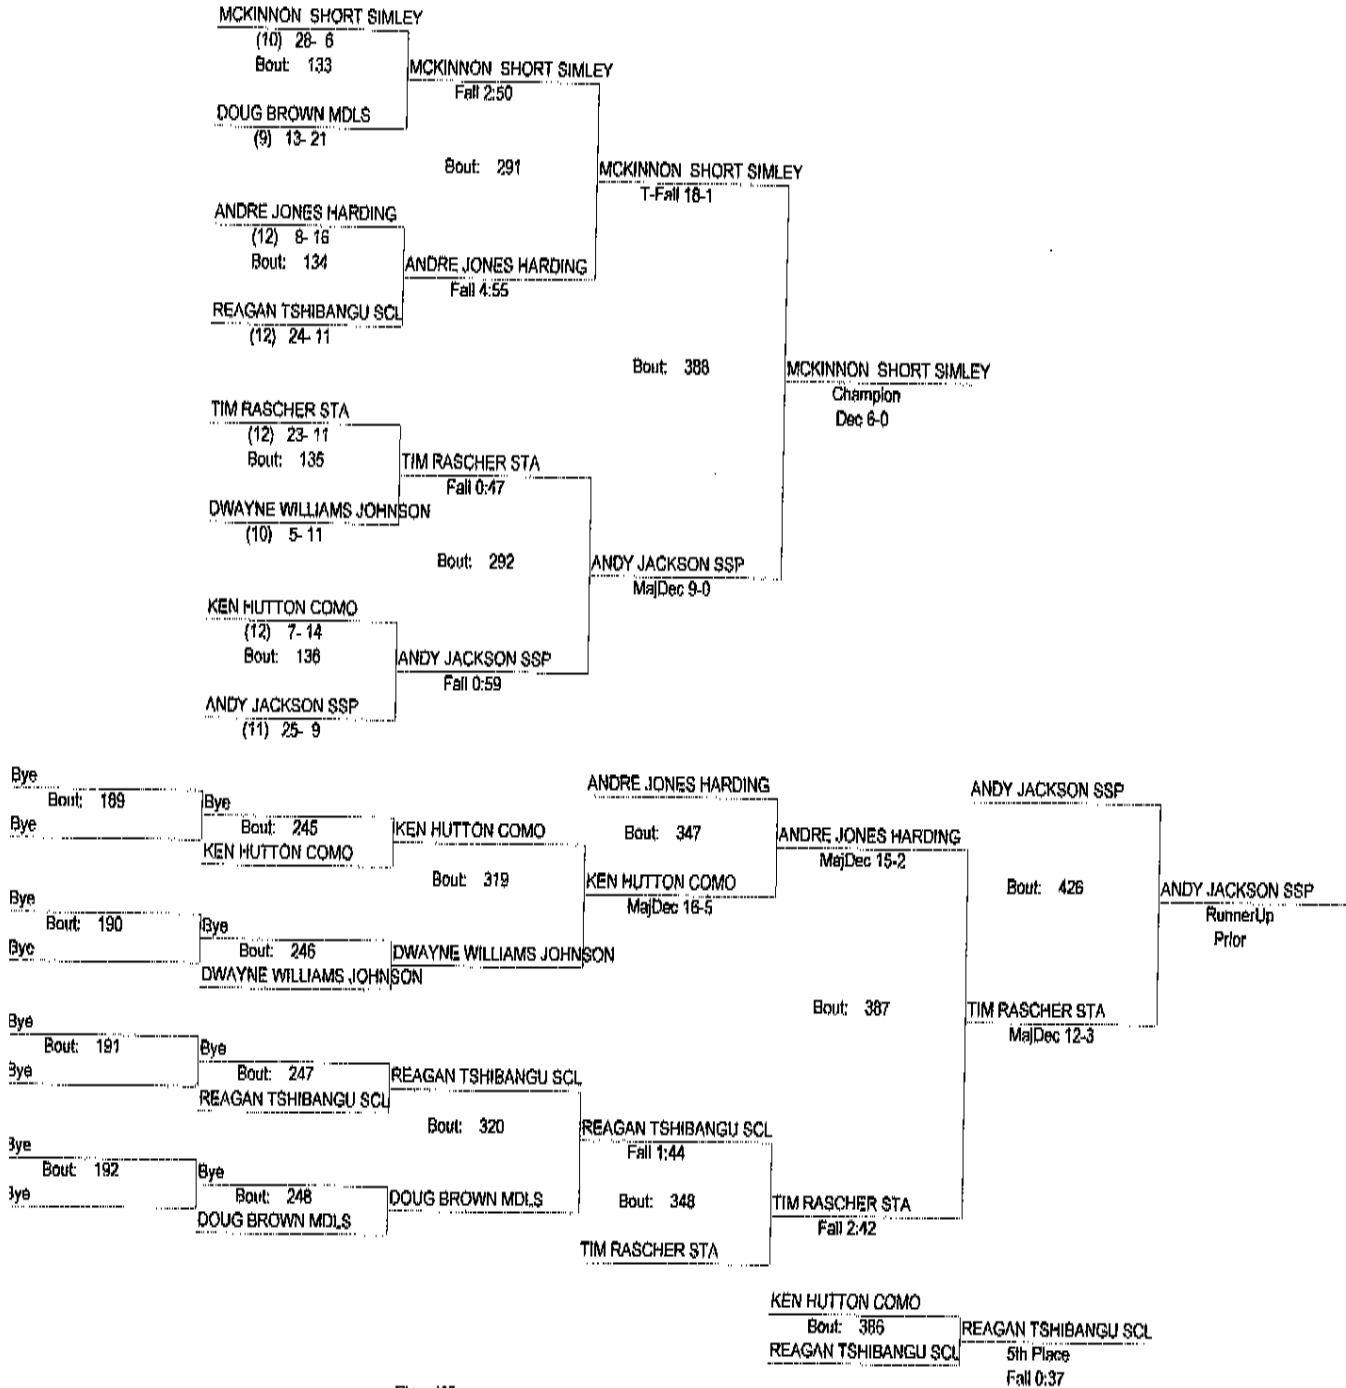 MCKINNON SHORT SIMLEY
(10) 28- 6
Bout: 133
MCKINNON SHORT SIMLEY
Fall 2:50
DOUG BROWN MDLS
(9) 13- 21
Bout: 291
MCKINNON SHORT SIMLEY
T-Fall 18-1
ANDRE JONES HARDING
(12) 8- 16
Bout: 134
ANDRE JONES HARDING
Fall 4:55
REAGAN TSHIBANGU SCL
(12) 24- 11
Bout: 388
MCKINNON SHORT SIMLEY
Champion
Dec 6-0
TIM RASCHER STA
(12) 23- 11
Bout: 135
TIM RASCHER STA
Fall 0:47
DWAYNE WILLIAMS JOHNSON
(10) 5- 11
Bout: 292
ANDY JACKSON SSP
MajDec 9-0
KEN HUTTON COMO
(12) 7- 14
Bout: 136
ANDY JACKSON SSP
Fall 0:59
ANDY JACKSON SSP
(11) 25- 9
Bye
Bout: 189
Bye
Bye
Bout: 245
KEN HUTTON COMO
KEN HUTTON COMO
Bout: 319
ANDRE JONES HARDING
Bout: 347
KEN HUTTON COMO
MajDec 16-5
ANDRE JONES HARDING
MajDec 15-2
ANDY JACKSON SSP
Bout: 426
ANDY JACKSON SSP
RunnerUp
Prior
Bye
Bout: 190
Bye
Bye
Bout: 246
DWAYNE WILLIAMS JOHNSON
DWAYNE WILLIAMS JOHNSON
Bout: 387
TIM RASCHER STA
MajDec 12-3
Bye
Bout: 191
Bye
Bye
Bout: 247
REAGAN TSHIBANGU SCL
REAGAN TSHIBANGU SCL
Bout: 320
REAGAN TSHIBANGU SCL
Fall 1:44
Bye
Bout: 192
Bye
Bye
Bout: 248
DOUG BROWN MDLS
DOUG BROWN MDLS
Bout: 348
TIM RASCHER STA
Fall 2:42
TIM RASCHER STA
KEN HUTTON COMO
Bout: 386
REAGAN TSHIBANGU SCL
REAGAN TSHIBANGU SCL
5th Place
Fall 0:37